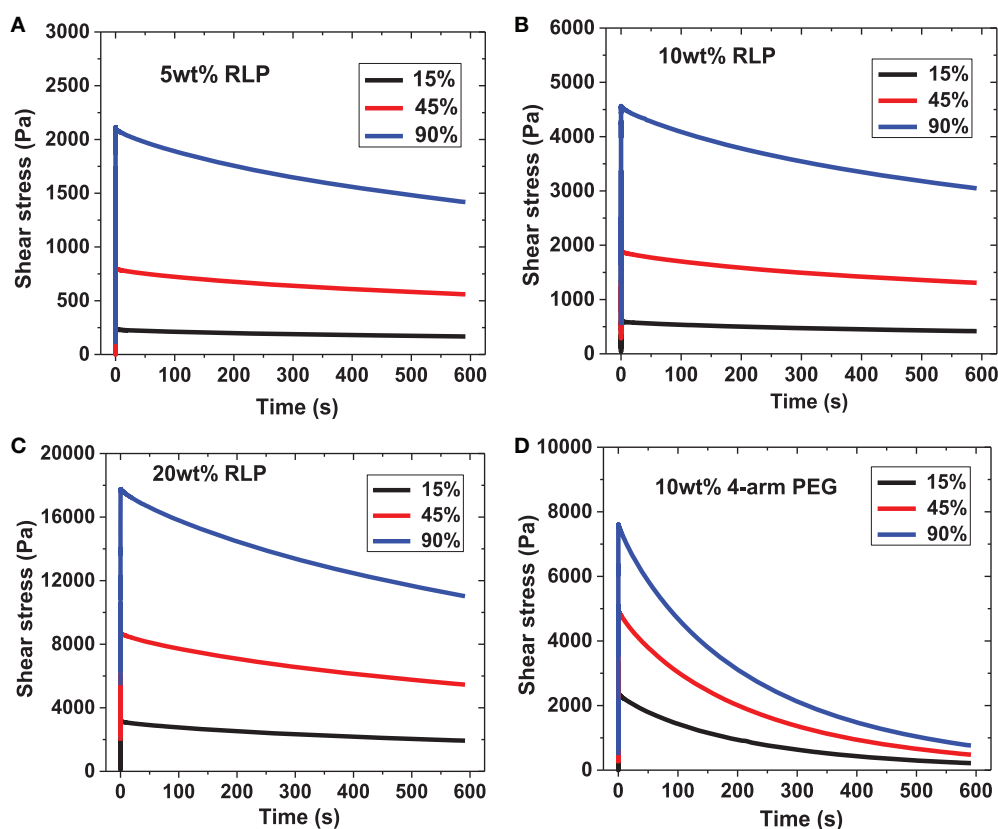 A
5wt% RLP
15%
45%
90%
3000
2500
2000
1500
1000
500
0
Shear stress (Pa)
0 100 200 300 400 500 600
Time (s)
B
10wt% RLP
15%
45%
90%
6000
5000
4000
3000
2000
1000
0
Shear stress (Pa)
0 100 200 300 400 500 600
Time (s)
C
20wt% RLP
15%
45%
90%
20000
16000
12000
8000
4000
0
Shear stress (Pa)
0 100 200 300 400 500 600
Time (s)
D
10wt% 4-arm PEG
15%
45%
90%
10000
8000
6000
4000
2000
0
Shear stress (Pa)
0 100 200 300 400 500 600
Time (s)